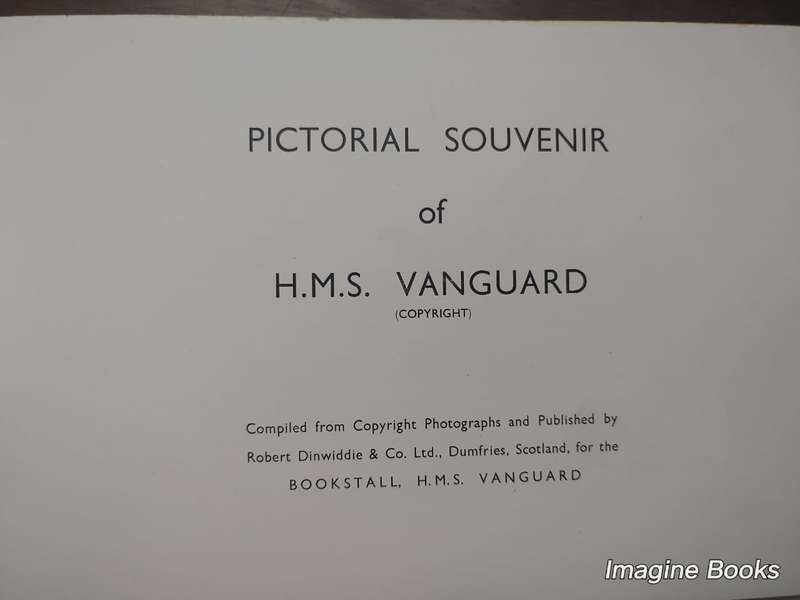 PICTORIAL SOUVENIR
of
H.M.S. VANGUARD
(COPYRIGHT)
Compiled from Copyright Photographs and Published by
Robert Dinwiddie & Co. Ltd., Dumfries, Scotland, for the
BOOKSTALL, H.M.S. VANGUARD
Imagine Books